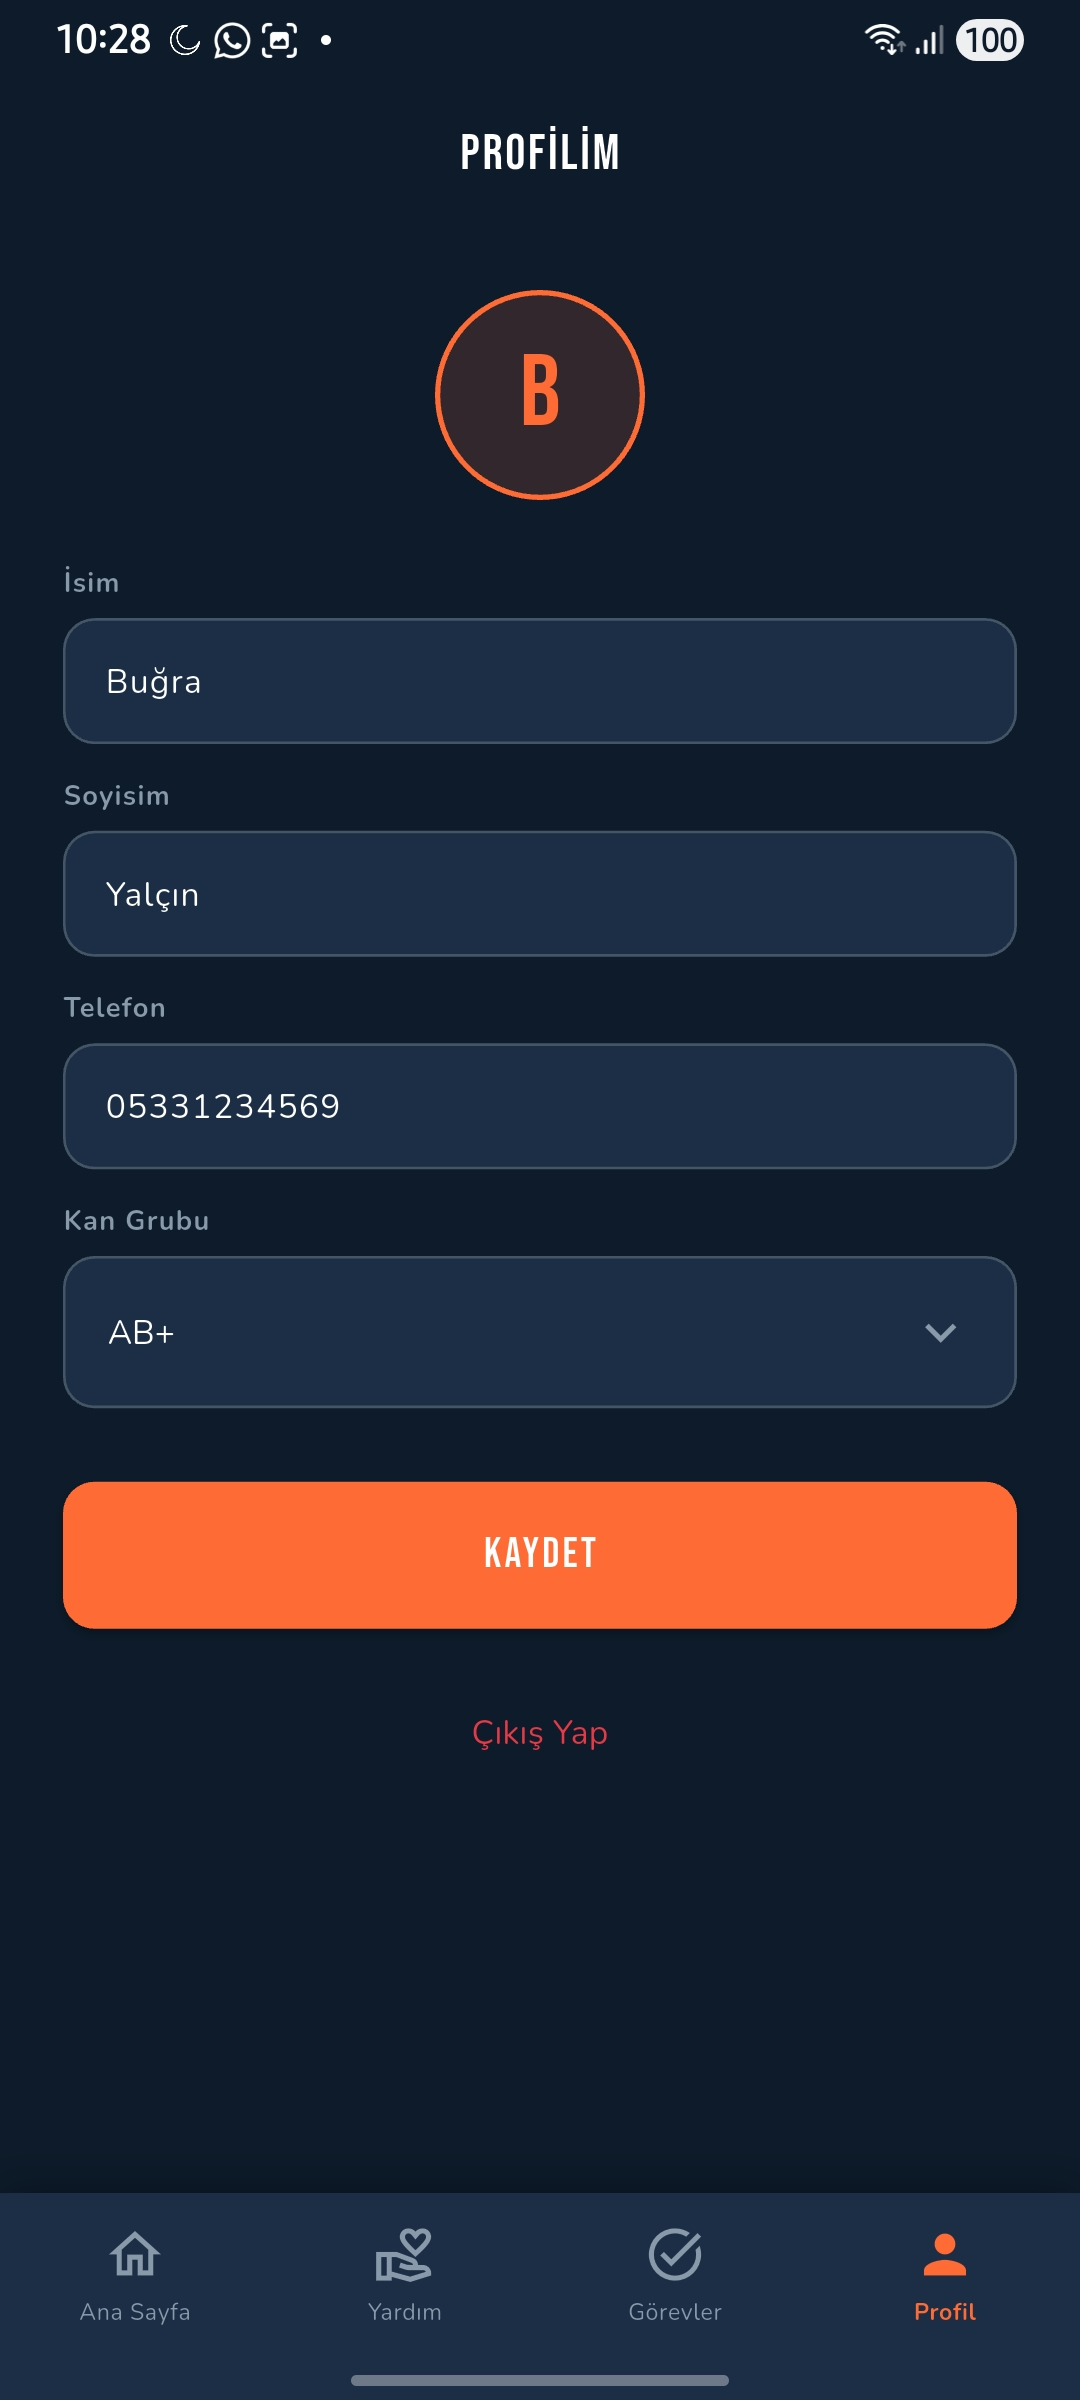 10:28
100
PROFİLİM
B
İsim
Buğra
Soyisim
Yalçın
Telefon
05331234569
Kan Grubu
AB+
KAYDET
Çıkış Yap
Ana Sayfa
Yardım
Görevler
Profil